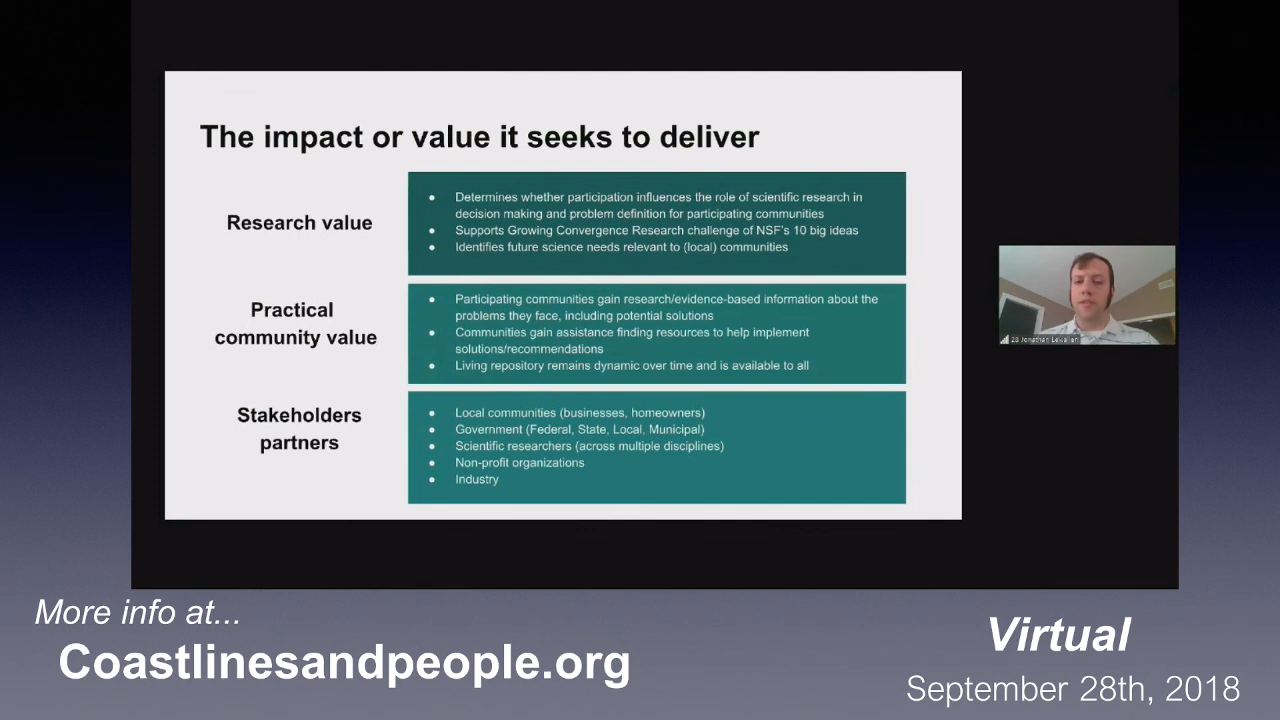 The impact or value it seeks to deliver
Research value
● Determines whether participation influences the role of scientific research in
decision making and problem definition for participating communities
● Supports Growing Convergence Research challenge of NSF's 10 big ideas
● Identifies future science needs relevant to (local) communities
Practical
community value
● Participating communities gain research/evidence-based information about the
problems they face, including potential solutions
● Communities gain assistance finding resources to help implement
solutions/recommendations
● Living repository remains dynamic over time and is available to all
Stakeholders
partners
● Local communities (businesses, homeowners)
● Government (Federal, State, Local, Municipal)
● Scientific researchers (across multiple disciplines)
● Non-profit organizations
● Industry
ZB Jonathan Lewallen
More info at...
Coastlinesandpeople.org
Virtual
September 28th, 2018